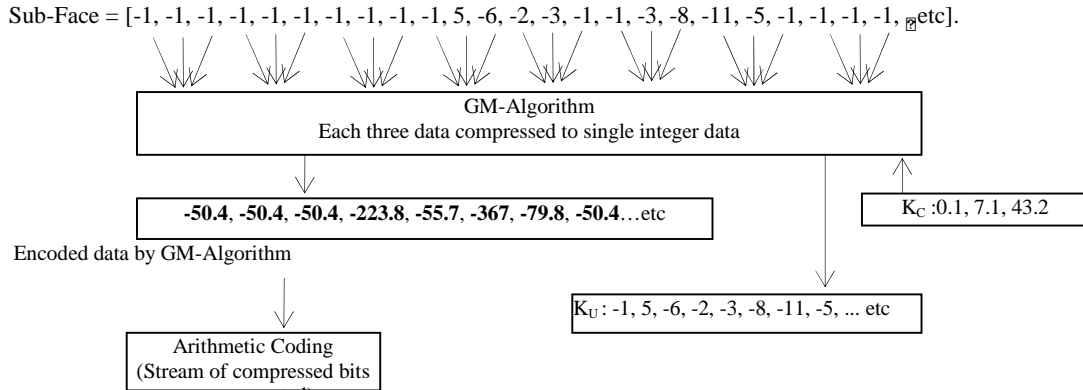 Sub-Face = [-1, -1, -1, -1, -1, -1, -1, -1, -1, -1, 5, -6, -2, -3, -1, -1, -3, -8, -11, -5, -1, -1, -1, -1, etc].
GM-Algorithm
Each three data compressed to single integer data
-50.4, -50.4, -50.4, -223.8, -55.7, -367, -79.8, -50.4…etc
K_C :0.1, 7.1, 43.2
Encoded data by GM-Algorithm
K_U : -1, 5, -6, -2, -3, -8, -11, -5, ... etc
Arithmetic Coding
(Stream of compressed bits